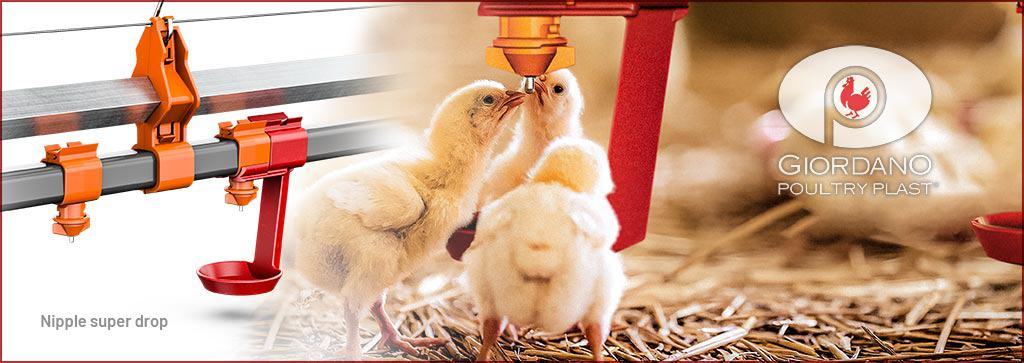 GIORDANO
POULTRY PLAST
Nipple super drop